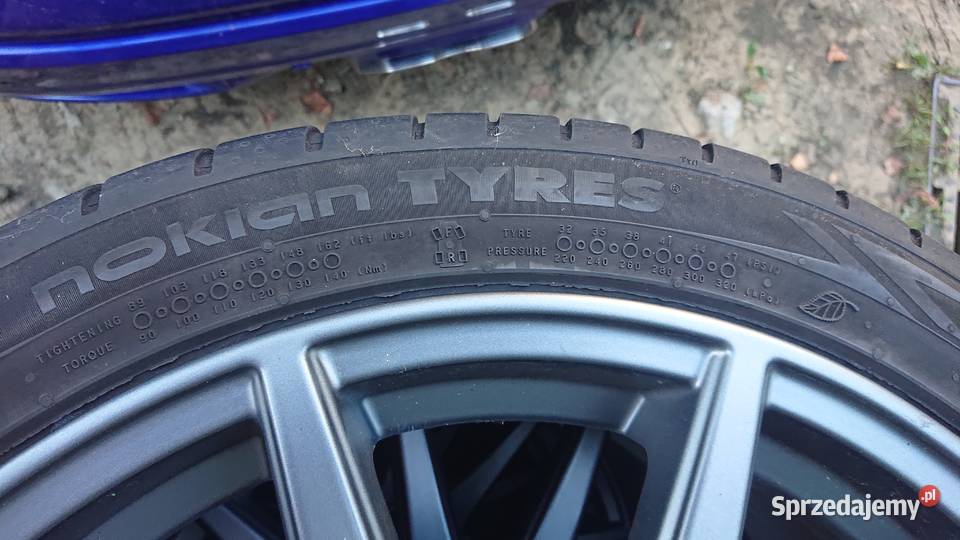 nokian TYRES®
89 103 118 133 148 162 (ft lbs)
TIGHTENING
TORQUE
90 100 110 120 130 140 (Nm)
F
R
32 35 38 41 44 47 (PSI)
TYRE
PRESSURE
220 240 260 280 300 320 (kPa)
Sprzedajemy.pl